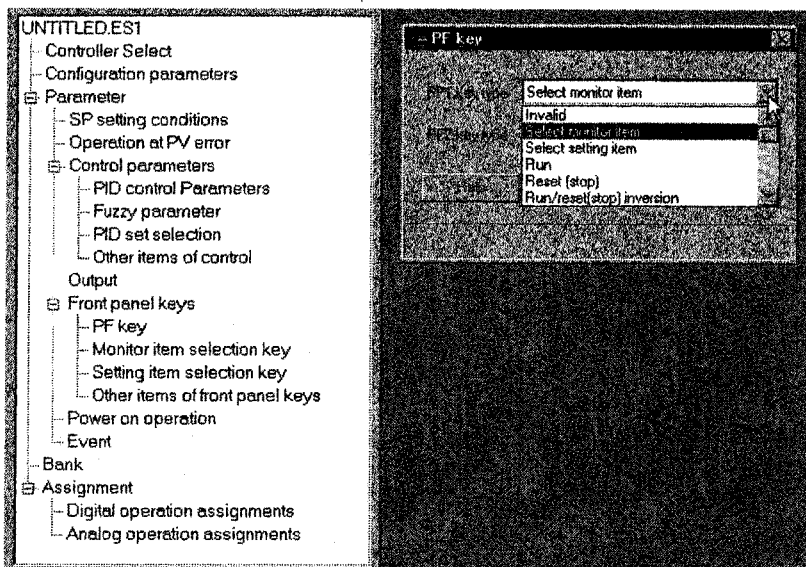 UNTITLED.ES1
Controller Select
Configuration parameters
Parameter
SP setting conditions
Operation at PV error
Control parameters
PID control Parameters
Fuzzy parameter
PID set selection
Other items of control
Output
Front panel keys
PF key
Monitor item selection key
Setting item selection key
Other items of front panel keys
Power on operation
Event
Bank
Assignment
Digital operation assignments
Analog operation assignments
PF key
Select monitor item
Invalid
Select monitor item
Select setting item
Run
Reset (stop)
Run/reset(stop) inversion